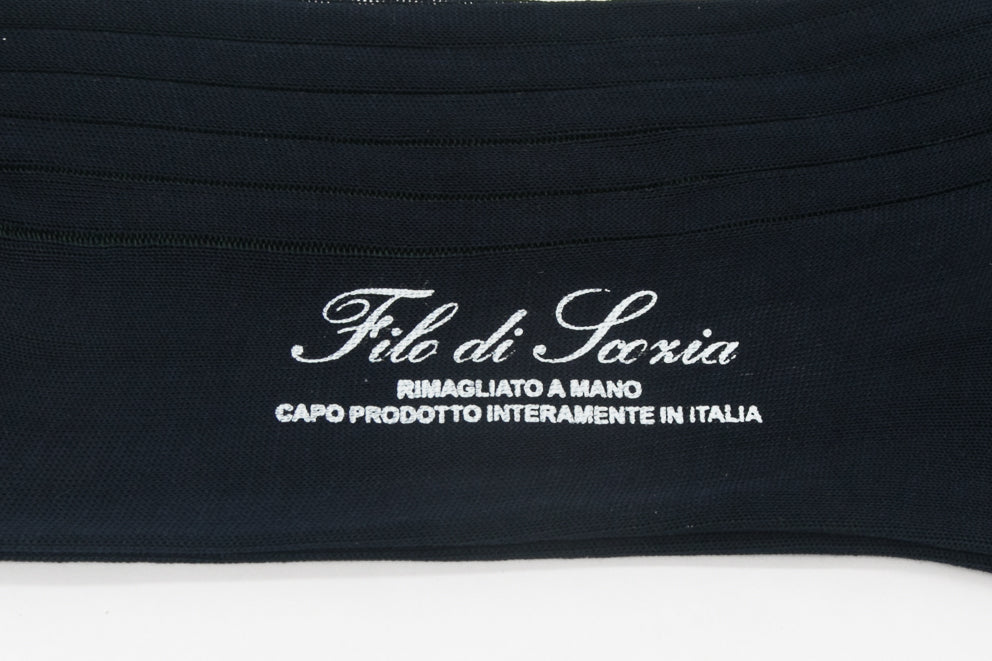 Filo di Scozia
RIMAGLIATO A MANO
CAPO PRODOTTO INTERAMENTE IN ITALIA